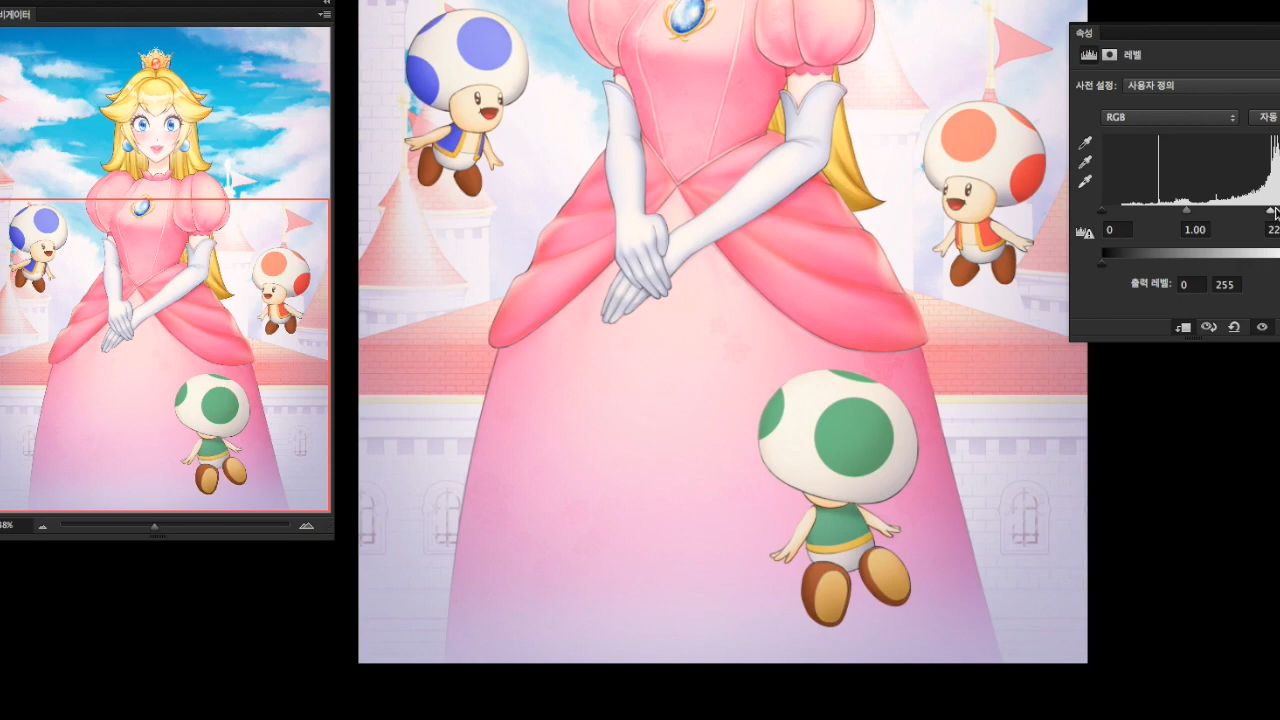 비게이터
속성
레벨
사전 설정: 사용자 정의
RGB
자동
0
1.00
22
출력 레벨: 0
255
48%